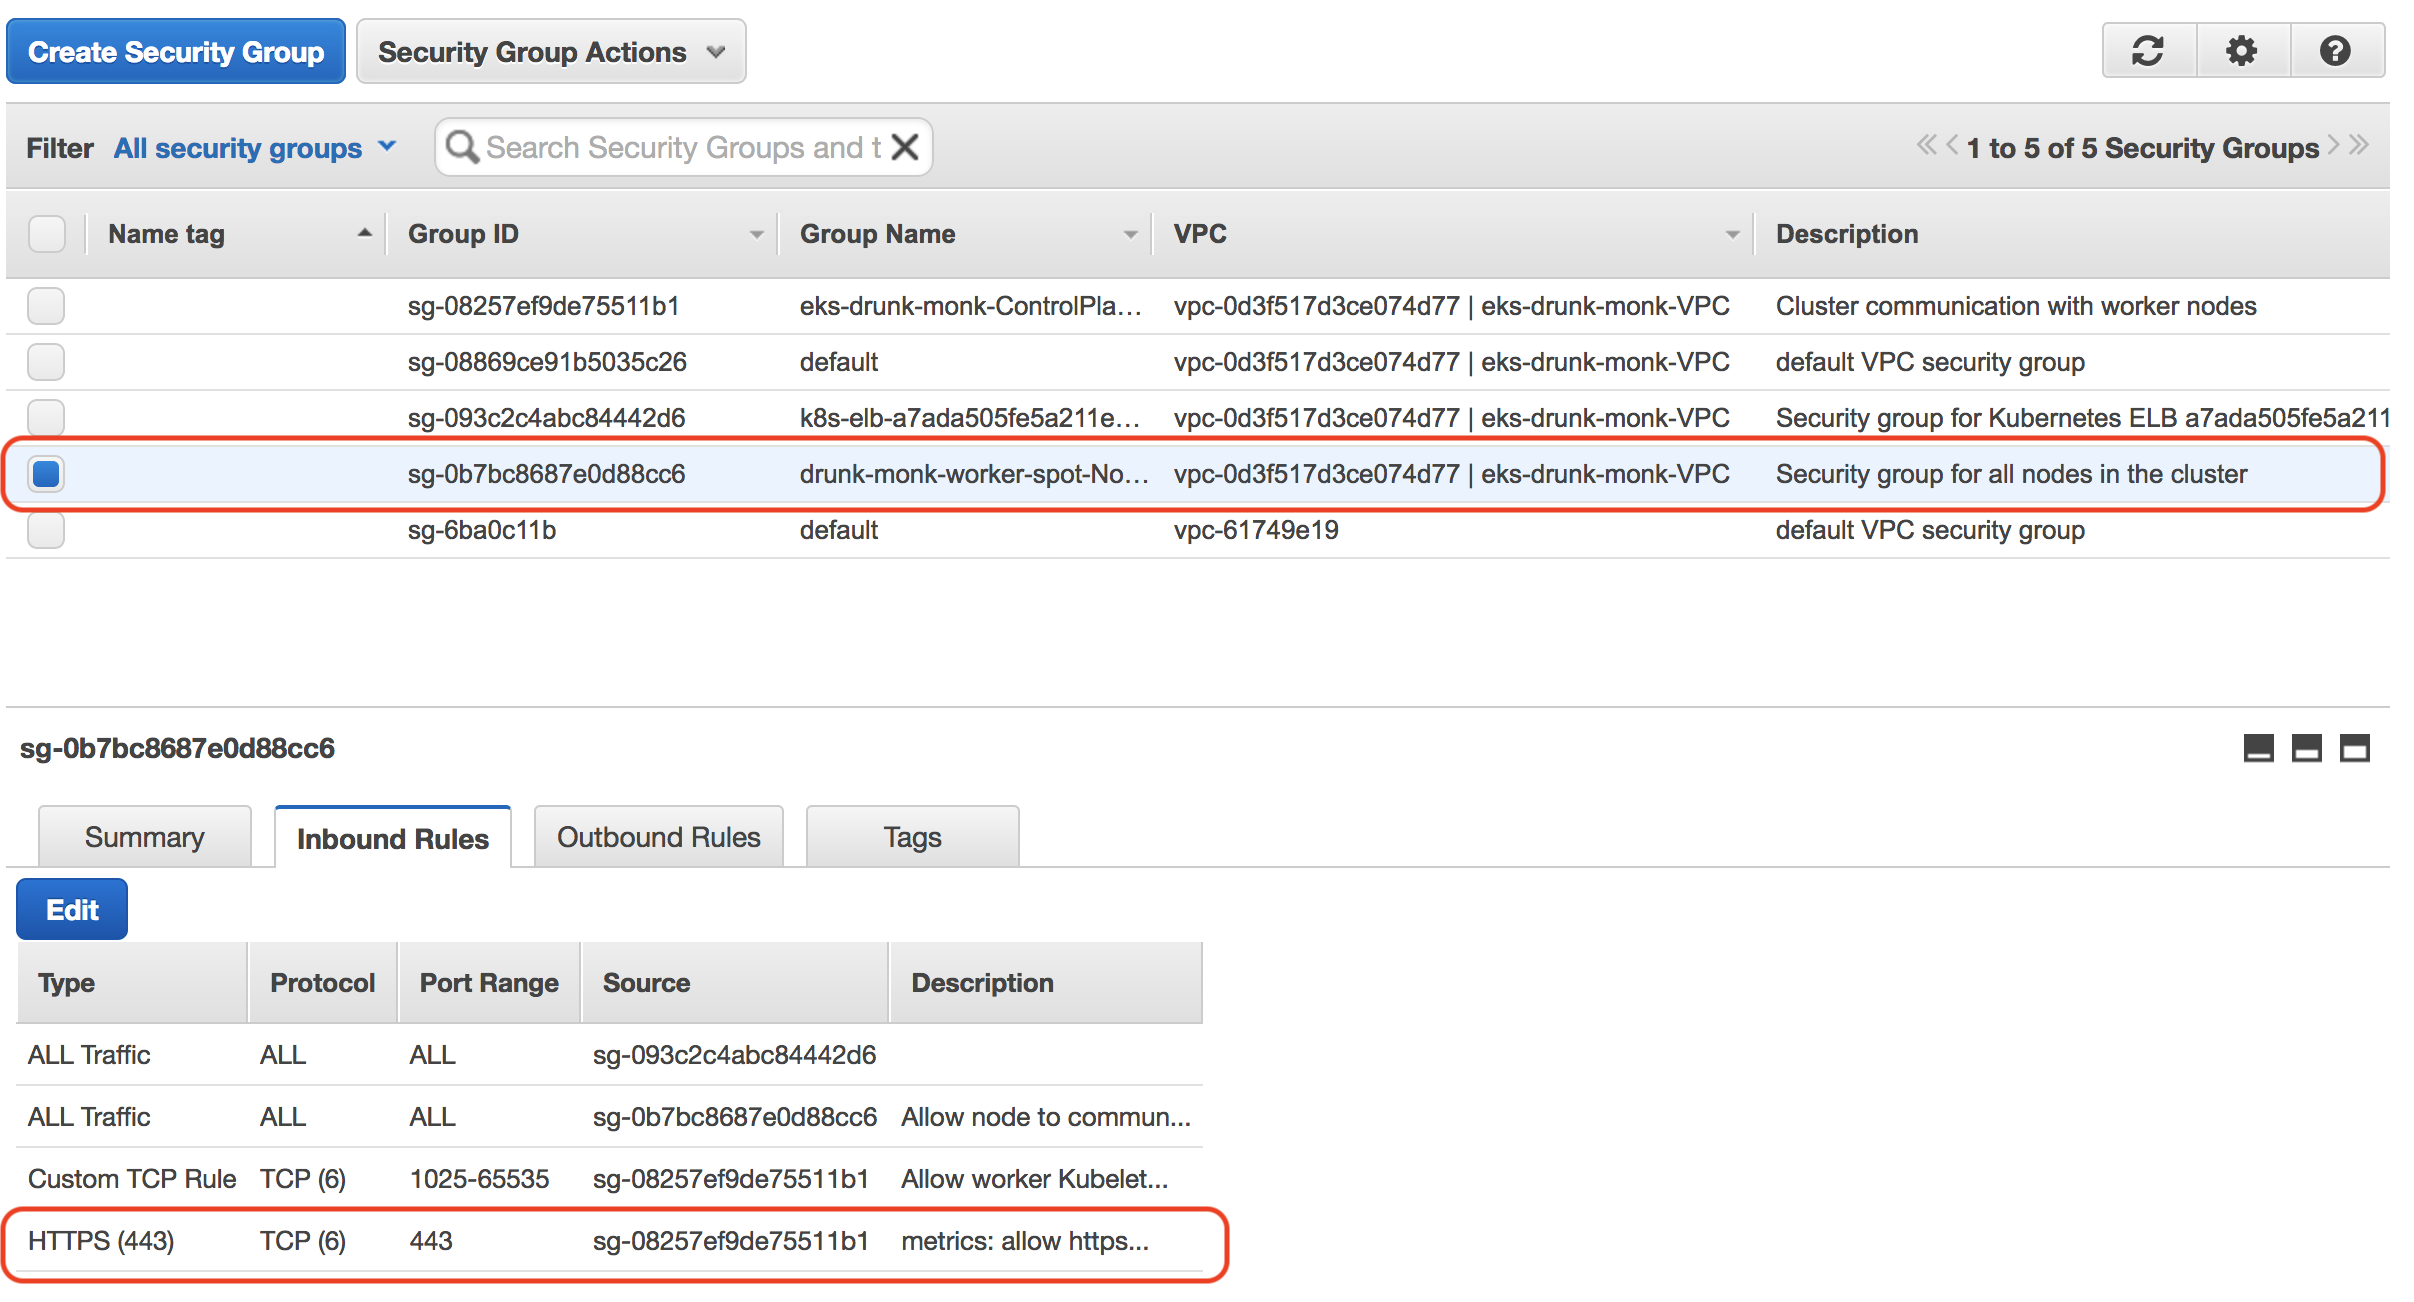 Create Security Group Security Group Actions
Filter All security groups Search Security Groups and t 1 to 5 of 5 Security Groups
Name tag Group ID Group Name VPC Description
sg-08257ef9de75511b1 eks-drunk-monk-ControlPla... vpc-0d3f517d3ce074d77 | eks-drunk-monk-VPC Cluster communication with worker nodes
sg-08869ce91b5035c26 default vpc-0d3f517d3ce074d77 | eks-drunk-monk-VPC default VPC security group
sg-093c2c4abc84442d6 k8s-elb-a7ada505fe5a211e... vpc-0d3f517d3ce074d77 | eks-drunk-monk-VPC Security group for Kubernetes ELB a7ada505fe5a211
sg-0b7bc8687e0d88cc6 drunk-monk-worker-spot-No... vpc-0d3f517d3ce074d77 | eks-drunk-monk-VPC Security group for all nodes in the cluster
sg-6ba0c11b default vpc-61749e19 default VPC security group
sg-0b7bc8687e0d88cc6
Summary Inbound Rules Outbound Rules Tags
Edit
Type Protocol Port Range Source Description
ALL Traffic ALL ALL sg-093c2c4abc84442d6
ALL Traffic ALL ALL sg-0b7bc8687e0d88cc6 Allow node to commun...
Custom TCP Rule TCP (6) 1025-65535 sg-08257ef9de75511b1 Allow worker Kubelet...
HTTPS (443) TCP (6) 443 sg-08257ef9de75511b1 metrics: allow https...